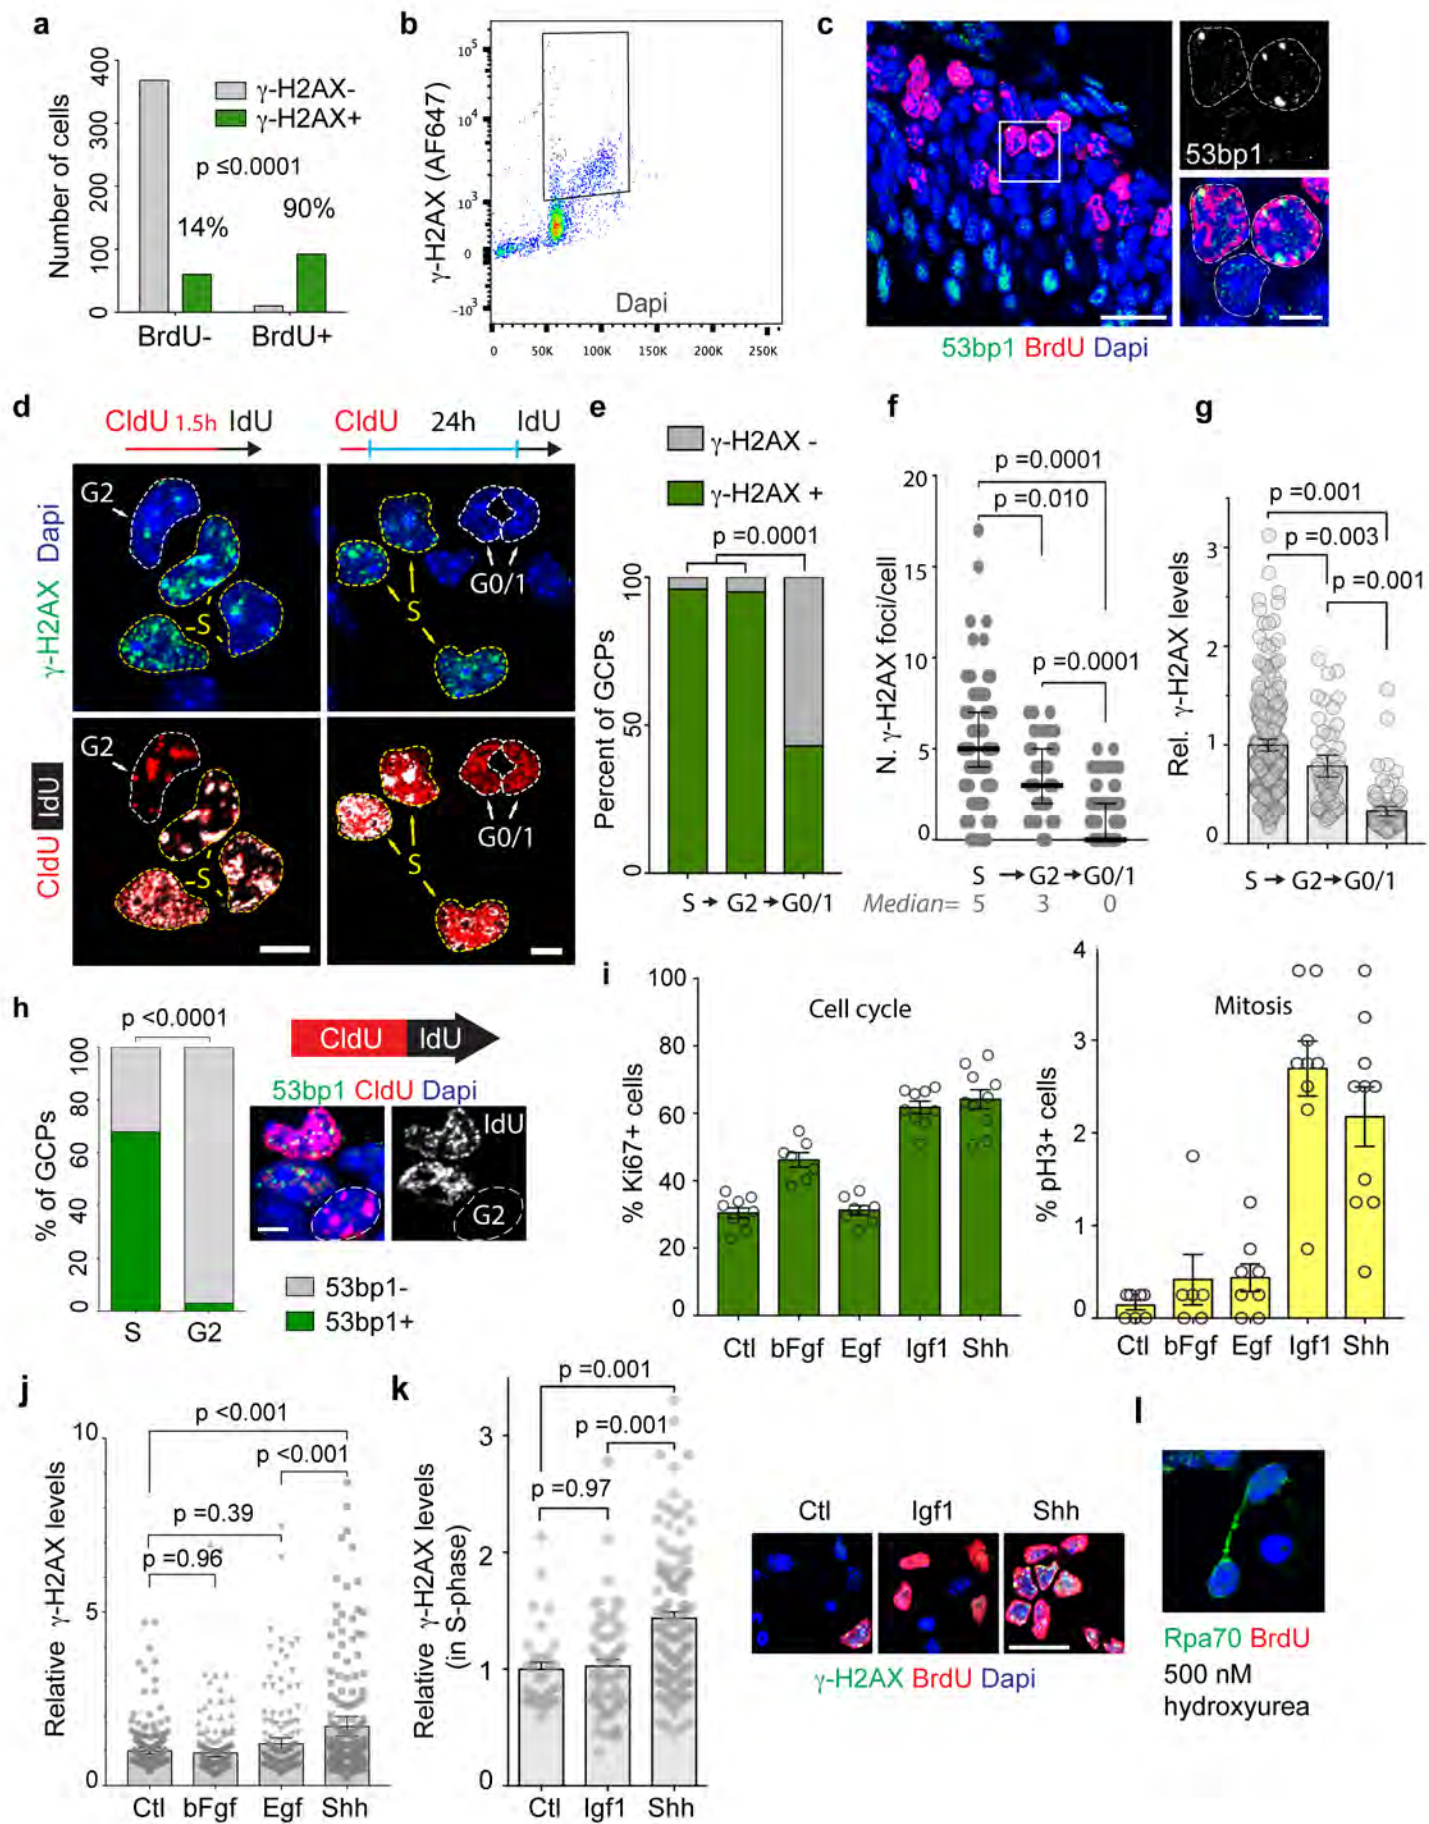 a
Number of cells
400
300
200
100
0
γ-H2AX-
γ-H2AX+
p ≤0.0001
14%
90%
BrdU-
BrdU+
b
γ-H2AX (AF647)
10⁵
10⁴
10³
0
-10³
Dapi
0 50K 100K 150K 200K 250K
c
53bp1
53bp1 BrdU Dapi
d
CldU 1.5h IdU
CldU 24h IdU
γ-H2AX Dapi
G2
S
S
G0/1
CldU IdU
G2
S
S
G0/1
e
γ-H2AX -
γ-H2AX +
p =0.0001
Percent of GCPs
100
50
0
S → G2 → G0/1
f
p =0.0001
p =0.010
p =0.0001
N. γ-H2AX foci/cell
20
15
10
5
0
S → G2 → G0/1
Median= 5 3 0
g
p =0.001
p =0.003
p =0.001
Rel. γ-H2AX levels
3
2
1
0
S → G2 → G0/1
h
p <0.0001
% of GCPs
100
80
60
40
20
0
S G2
CldU IdU
53bp1 CldU Dapi
IdU
G2
53bp1-
53bp1+
i
Cell cycle
% Ki67+ cells
100
80
60
40
20
0
Ctl bFgf Egf Igf1 Shh
Mitosis
% pH3+ cells
4
3
2
1
0
Ctl bFgf Egf Igf1 Shh
j
p <0.001
p <0.001
p =0.39
p =0.96
Relative γ-H2AX levels
10
5
0
Ctl bFgf Egf Shh
k
p =0.001
p =0.001
p =0.97
Relative γ-H2AX levels
(in S-phase)
3
2
1
0
Ctl Igf1 Shh
Ctl Igf1 Shh
γ-H2AX BrdU Dapi
l
Rpa70 BrdU
500 nM
hydroxyurea